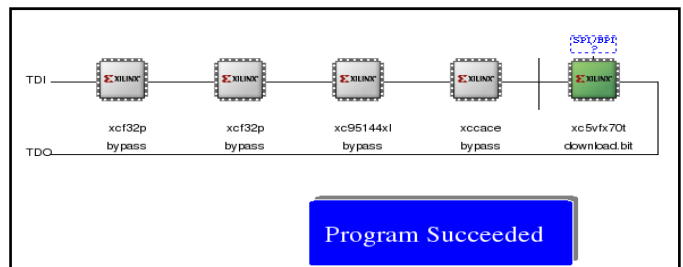 SPI/BPI
?
TDI
XILINX XILINX XILINX XILINX XILINX
xcf32p xcf32p xc95144xl xccace xc5vfx70t
bypass bypass bypass bypass download.bit
TDO
Program Succeeded